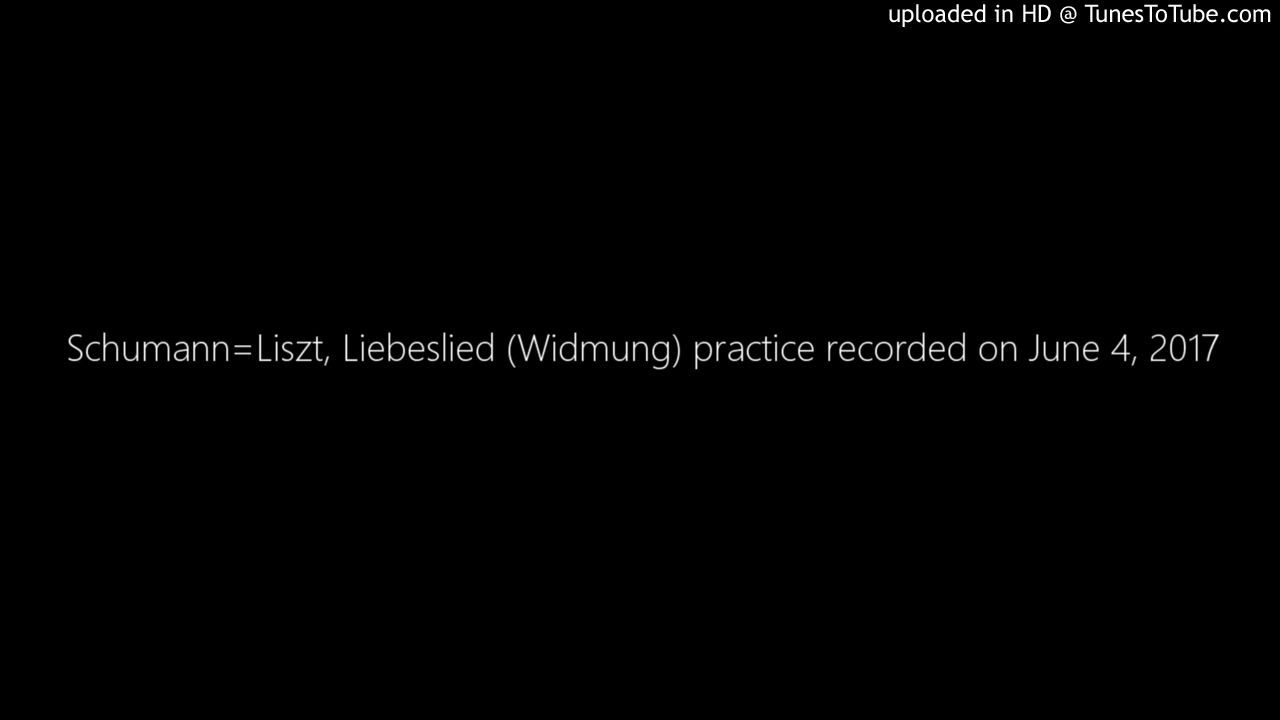 uploaded in HD @ TunesToTube.com
Schumann=Liszt, Liebeslied (Widmung) practice recorded on June 4, 2017